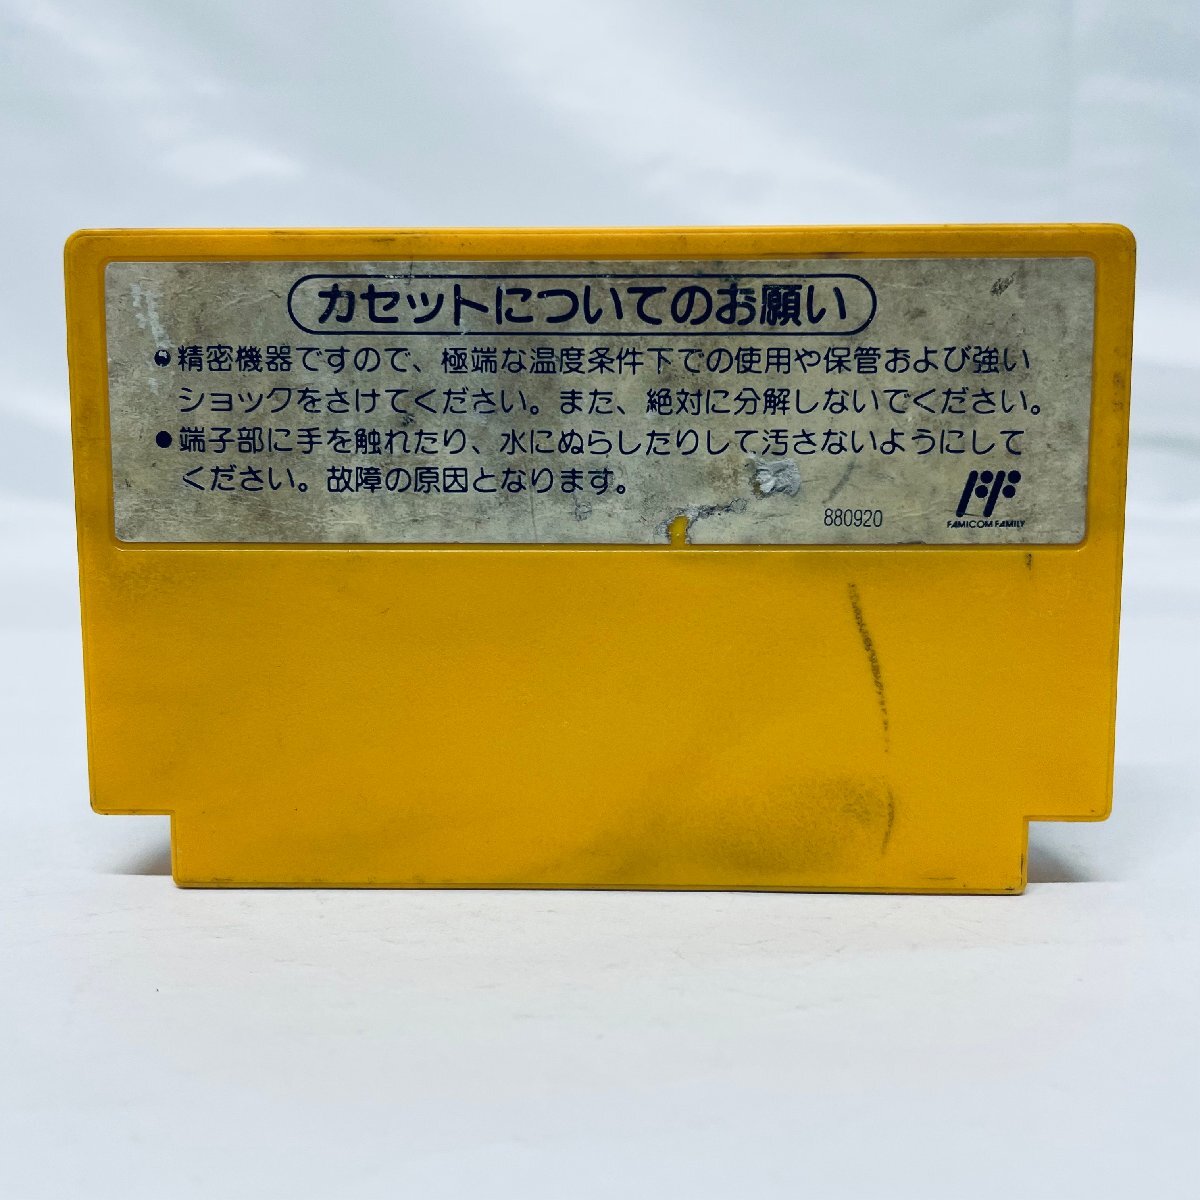 カセットについてのお願い
●精密機器ですので、極端な温度条件下での使用や保管および強い
ショックをさけてください。また、絶対に分解しないでください。
●端子部に手を触れたり、水にぬらしたりして汚さないようにして
ください。故障の原因となります。
880920
FAMICOM FAMILY